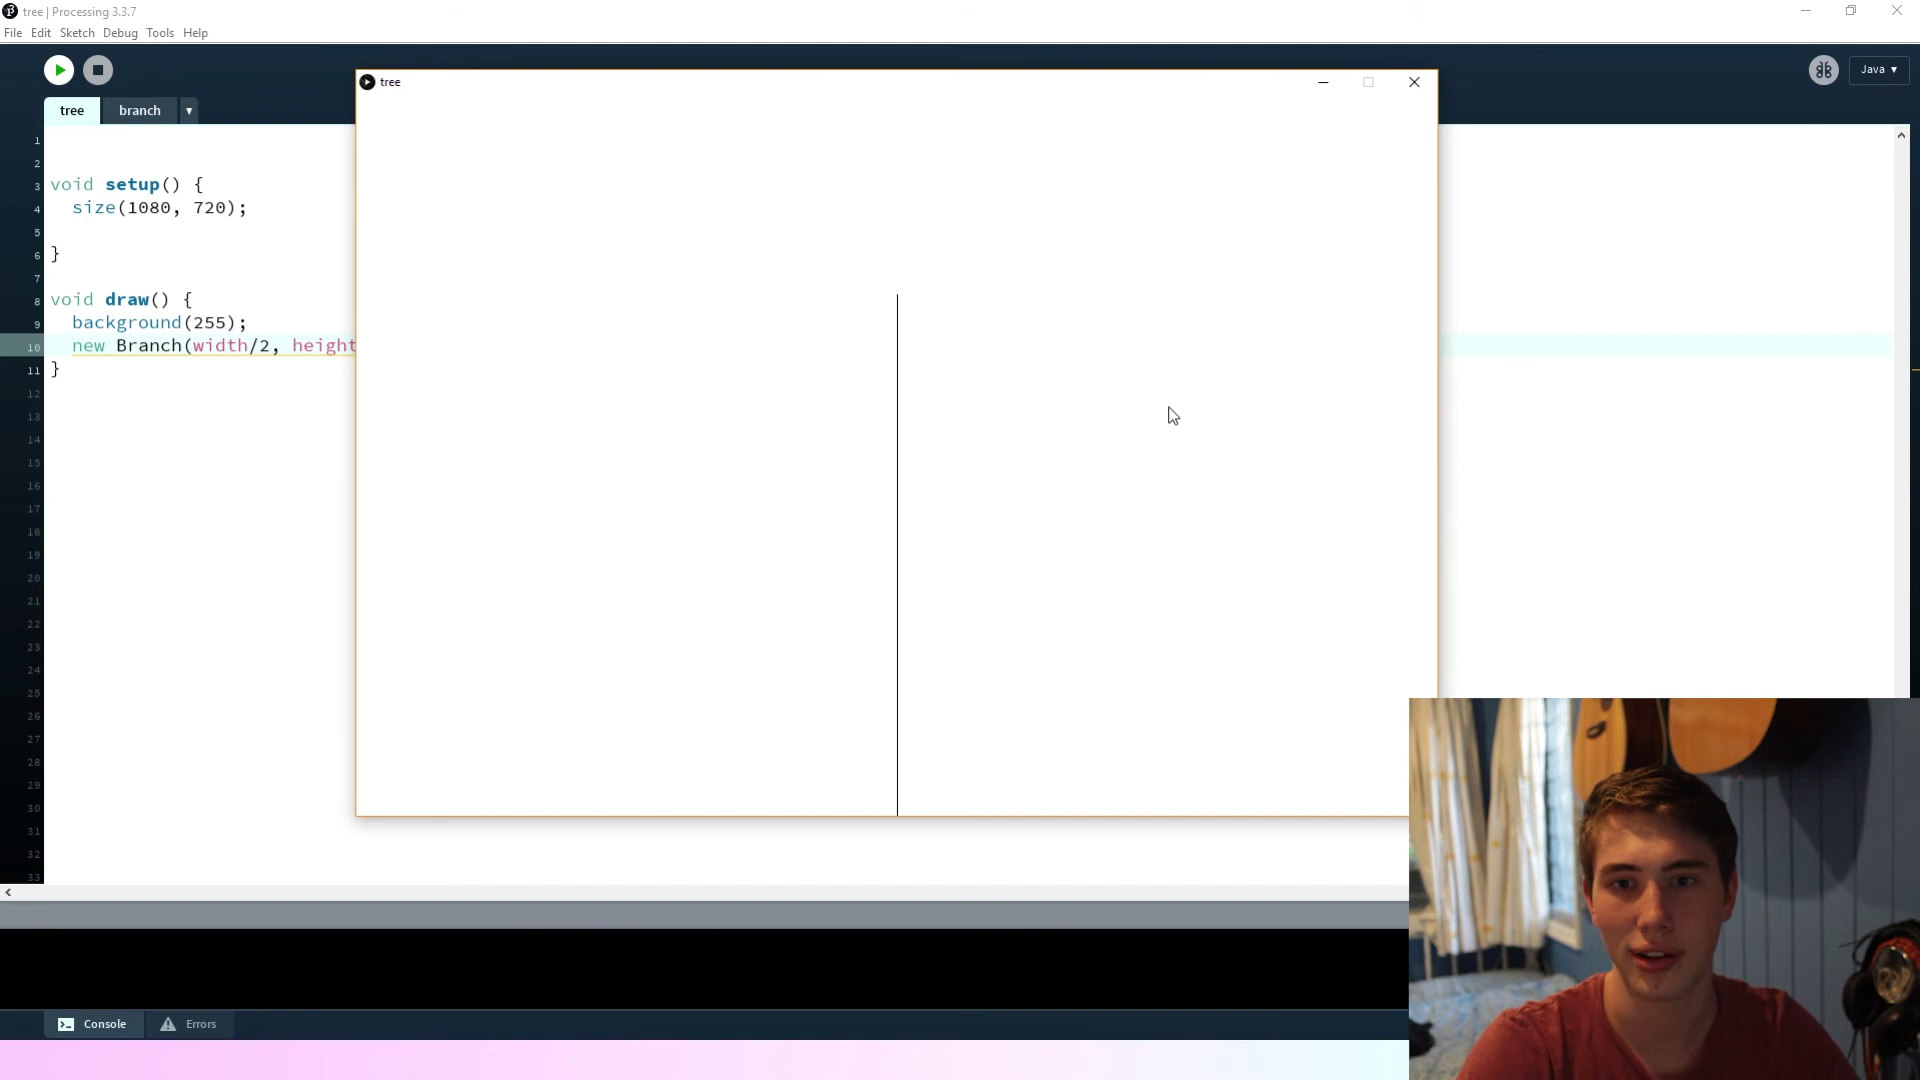 tree | Processing 3.3.7
File Edit Sketch Debug Tools Help
Java ▾
tree
tree branch ▾
1
2
3 void setup() {
4 size(1080, 720);
5
6 }
7
8 void draw() {
9 background(255);
10 new Branch(width/2, height
11 }
12
13
14
15
16
17
18
19
20
21
22
23
24
25
26
27
28
29
30
31
32
33
Console Errors